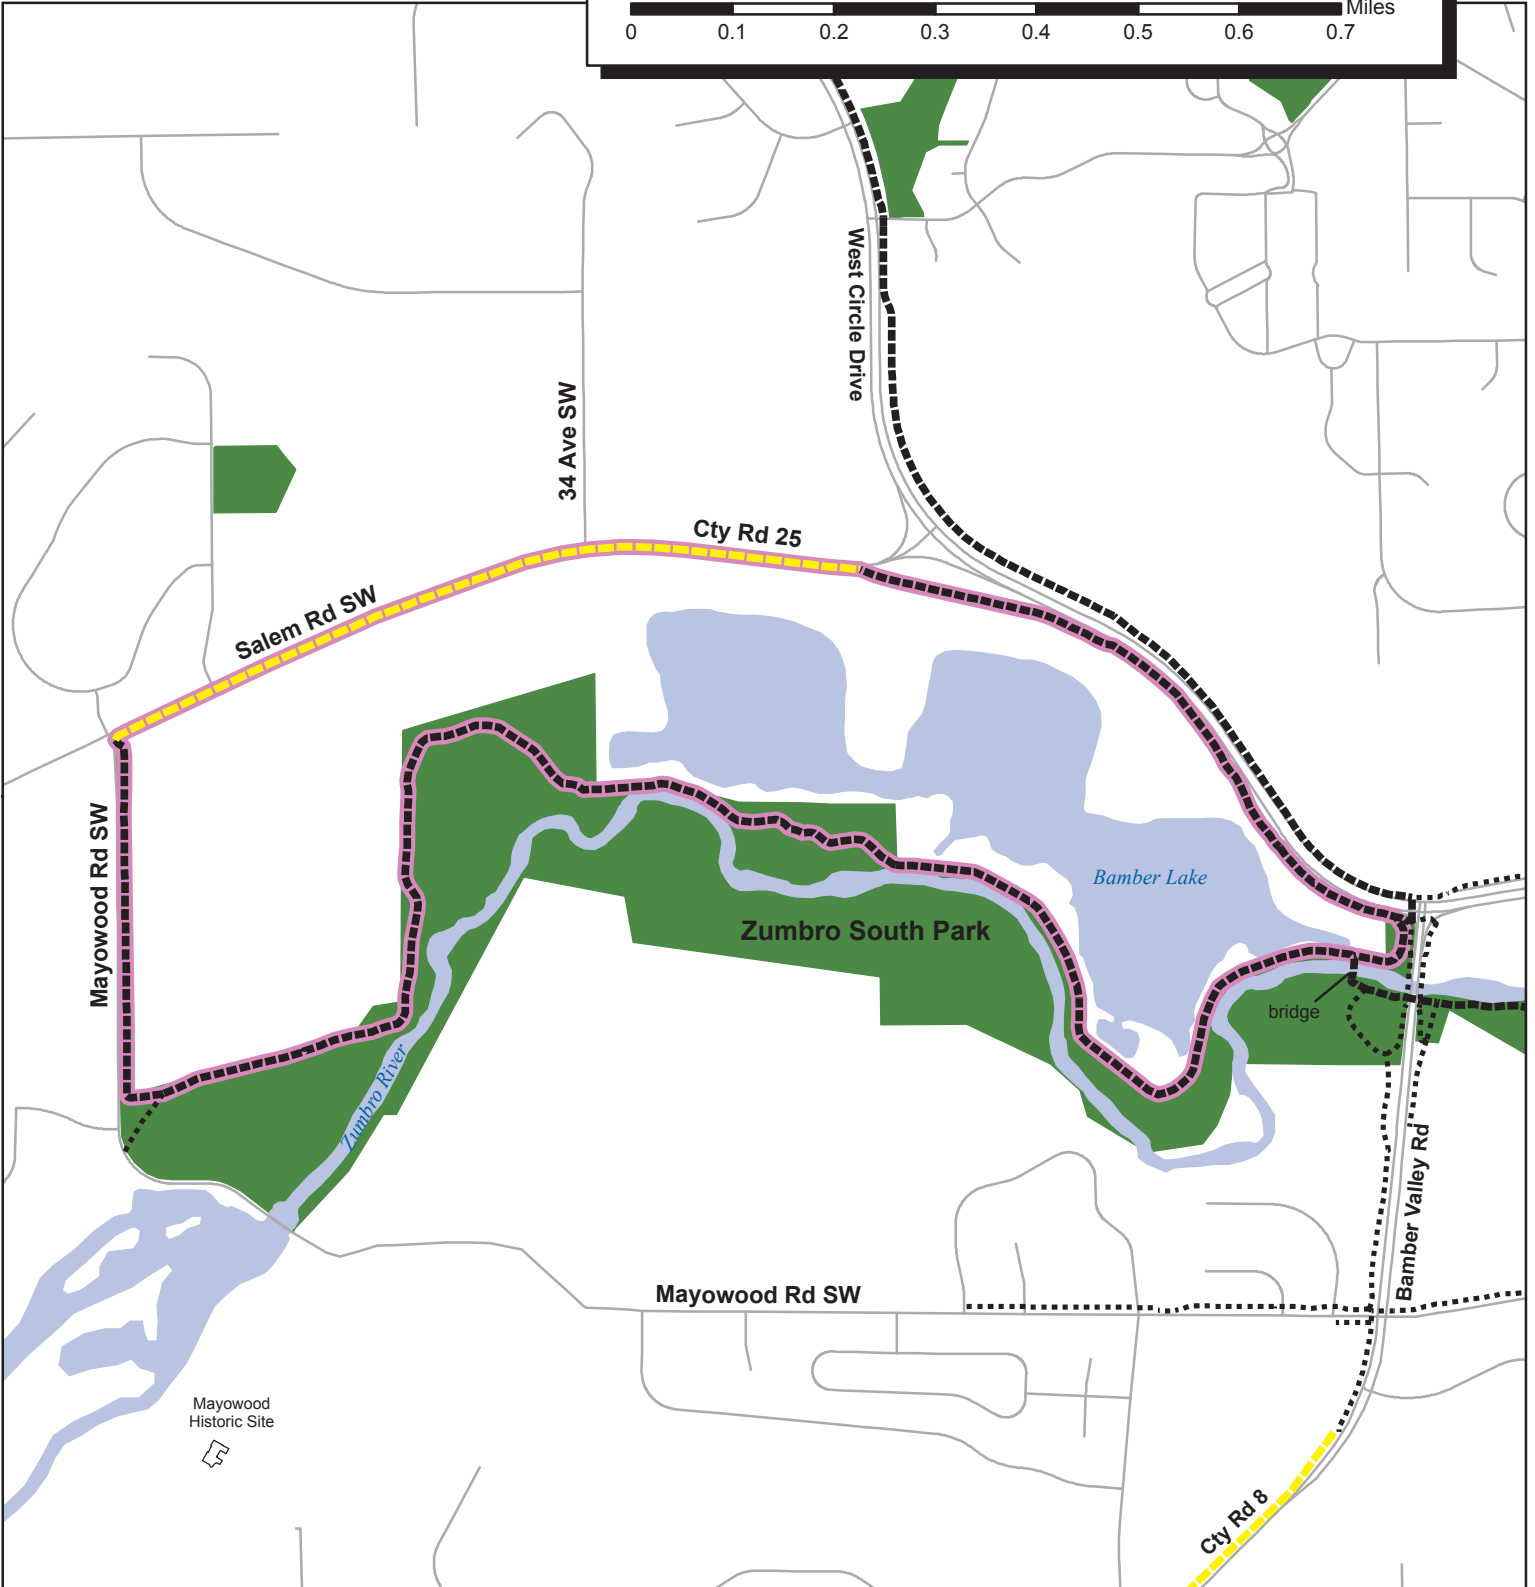 Miles
0 0.1 0.2 0.3 0.4 0.5 0.6 0.7
West Circle Drive
34 Ave SW
Cty Rd 25
Salem Rd SW
Mayowood Rd SW
Bamber Lake
Zumbro South Park
bridge
Zumbro River
Bamber Valley Rd
Mayowood Rd SW
Mayowood
Historic Site
Cty Rd 8